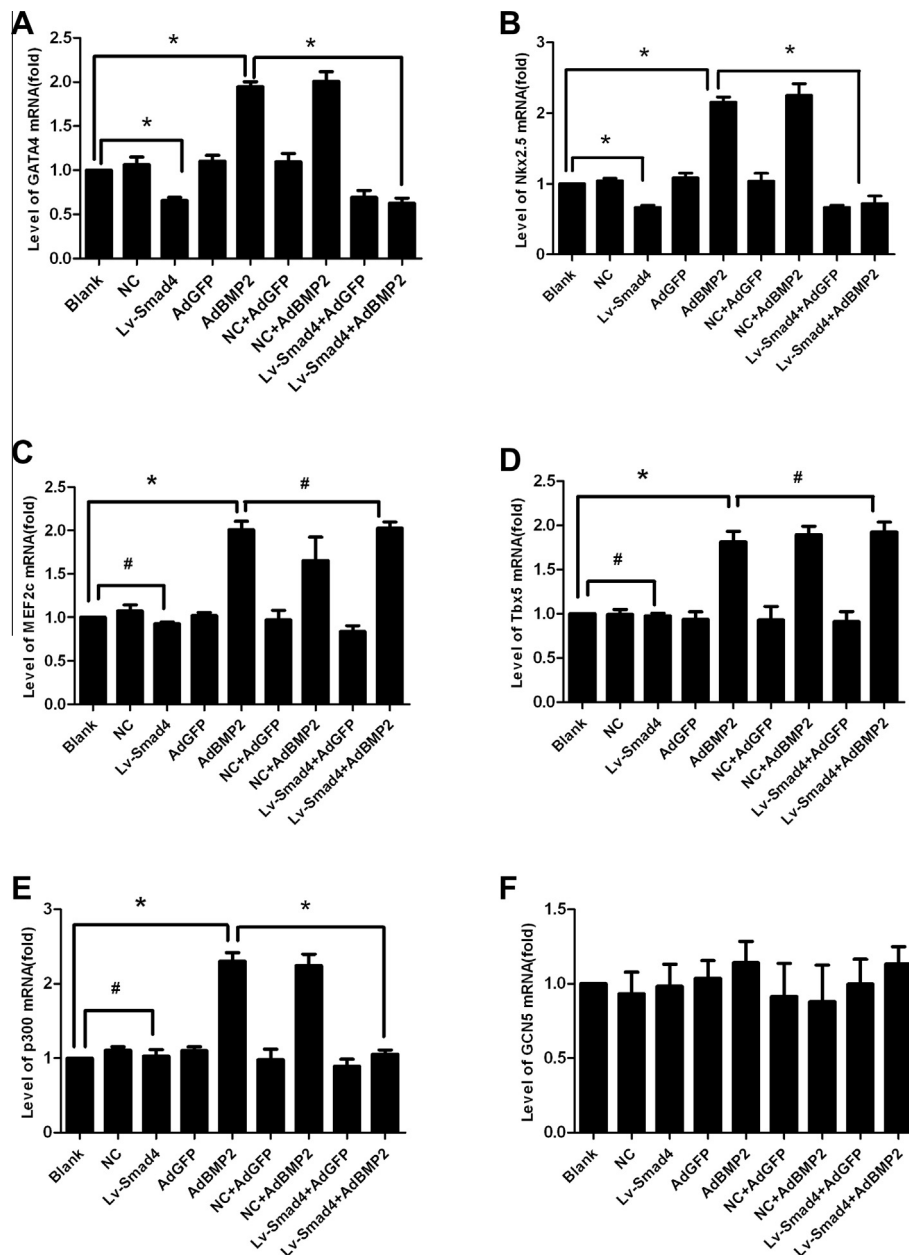 A
Level of GATA4 mRNA(fold)
2.5
2.0
1.5
1.0
0.5
0.0
*
*
*
Blank
NC
Lv-Smad4
AdGFP
AdBMP2
NC+AdGFP
NC+AdBMP2
Lv-Smad4+AdGFP
Lv-Smad4+AdBMP2
B
Level of Nkx2.5 mRNA(fold)
3
2
1
0
*
*
*
Blank
NC
Lv-Smad4
AdGFP
AdBMP2
NC+AdGFP
NC+AdBMP2
Lv-Smad4+AdGFP
Lv-Smad4+AdBMP2
C
Level of MEF2c mRNA(fold)
2.5
2.0
1.5
1.0
0.5
0.0
*
#
#
Blank
NC
Lv-Smad4
AdGFP
AdBMP2
NC+AdGFP
NC+AdBMP2
Lv-Smad4+AdGFP
Lv-Smad4+AdBMP2
D
Level of Tbx5 mRNA(fold)
2.5
2.0
1.5
1.0
0.5
0.0
*
#
#
Blank
NC
Lv-Smad4
AdGFP
AdBMP2
NC+AdGFP
NC+AdBMP2
Lv-Smad4+AdGFP
Lv-Smad4+AdBMP2
E
Level of p300 mRNA(fold)
3
2
1
0
*
*
#
Blank
NC
Lv-Smad4
AdGFP
AdBMP2
NC+AdGFP
NC+AdBMP2
Lv-Smad4+AdGFP
Lv-Smad4+AdBMP2
F
Level of GCN5 mRNA(fold)
1.5
1.0
0.5
0.0
Blank
NC
Lv-Smad4
AdGFP
AdBMP2
NC+AdGFP
NC+AdBMP2
Lv-Smad4+AdGFP
Lv-Smad4+AdBMP2